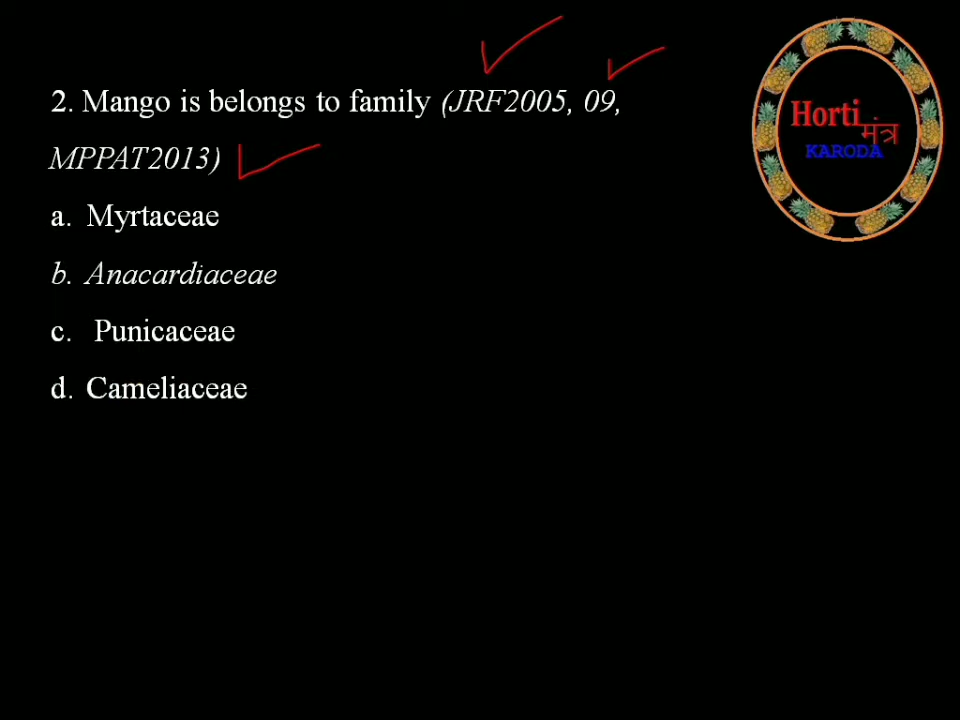 2. Mango is belongs to family (JRF2005, 09,
MPPAT2013)
a. Myrtaceae
b. Anacardiaceae
c. Punicaceae
d. Cameliaceae
Horti
मंत्र
KARODA